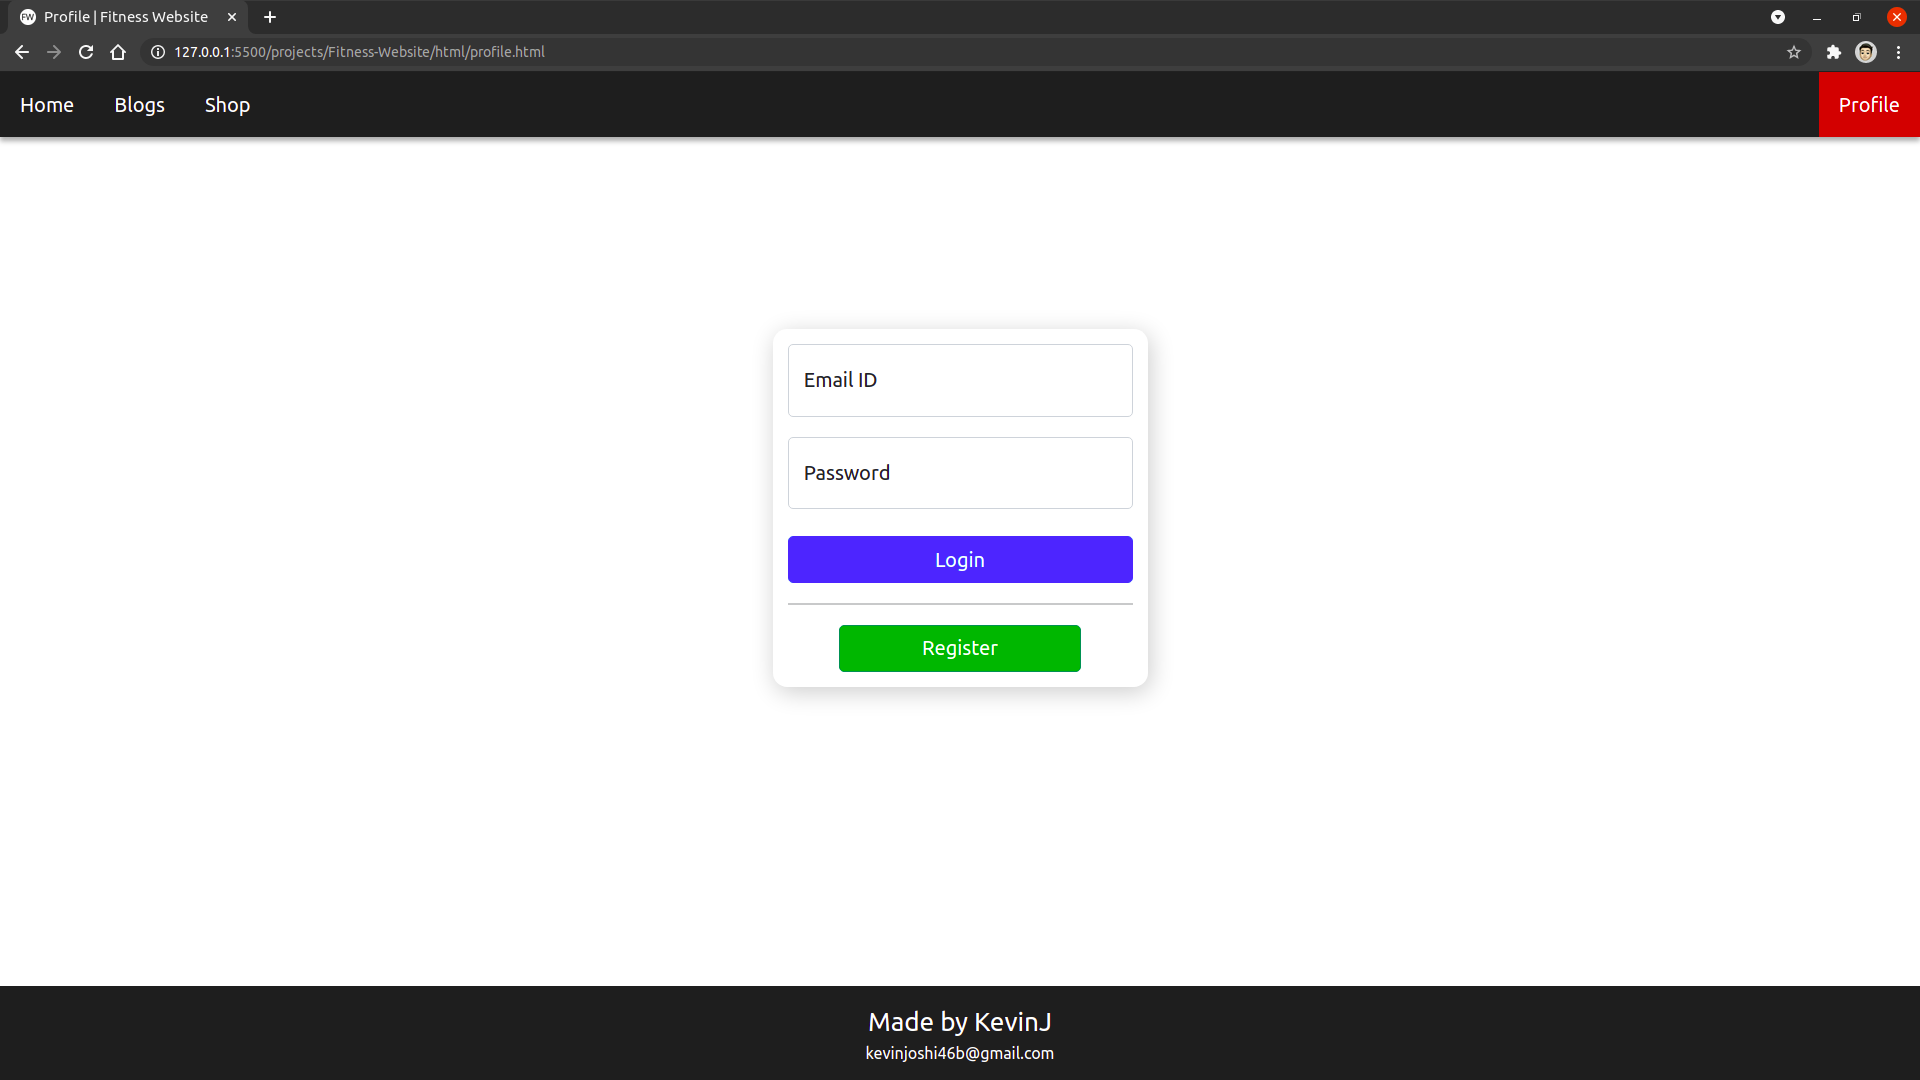 FW Profile | Fitness Website
127.0.0.1:5500/projects/Fitness-Website/html/profile.html
Home Blogs Shop Profile
Email ID
Password
Login
Register
Made by KevinJ
kevinjoshi46b@gmail.com